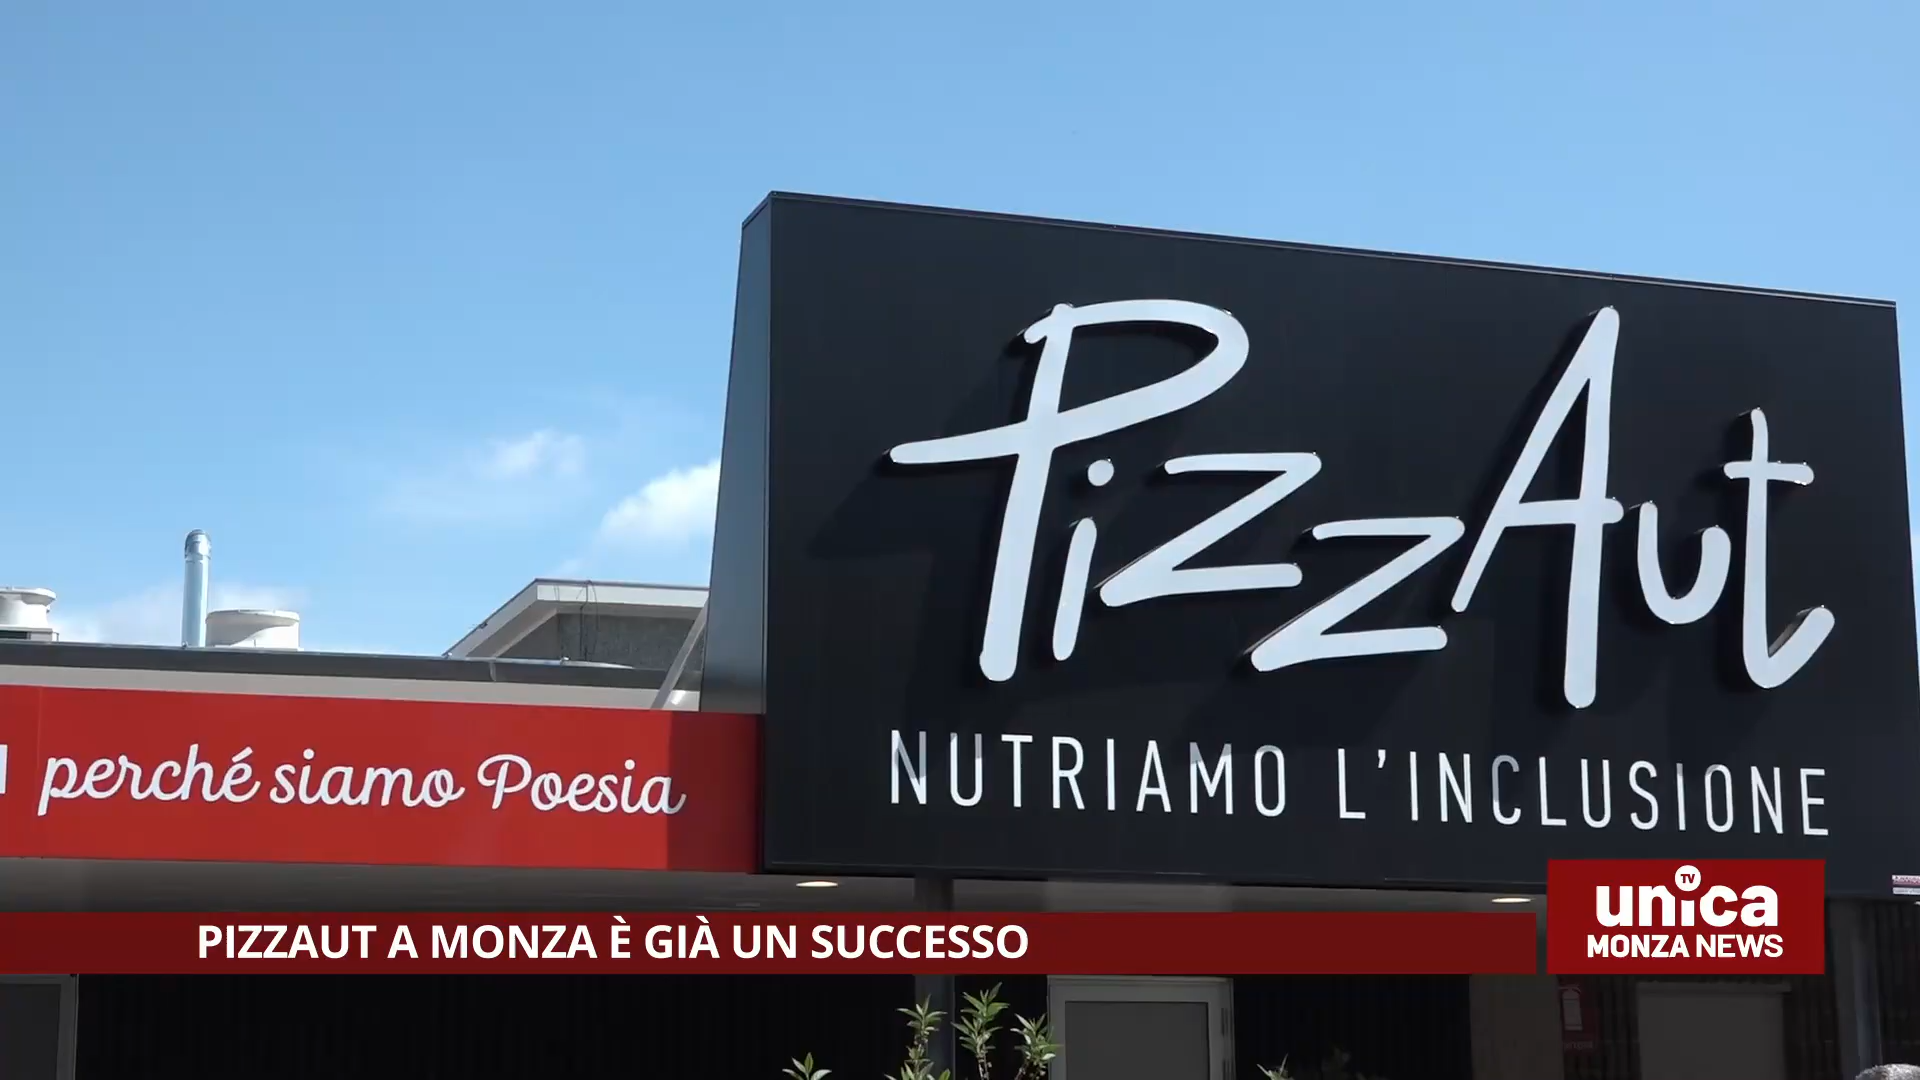 PizzAut
NUTRIAMO L'INCLUSIONE
perché siamo Poesia
PIZZAUT A MONZA È GIÀ UN SUCCESSO
unica TV
MONZA NEWS